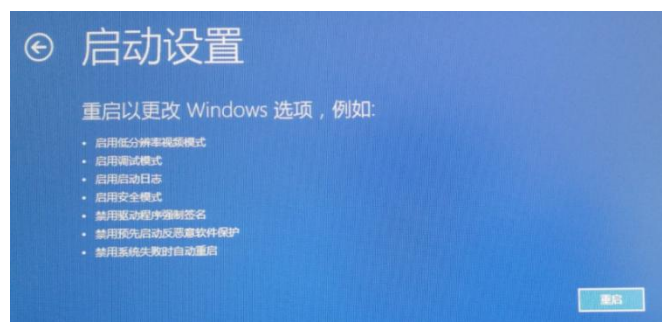 启动设置
重启以更改 Windows 选项，例如:
• 启用低分辨率视频模式
• 启用调试模式
• 启用启动日志
• 启用安全模式
• 禁用驱动程序强制签名
• 禁用预先启动反恶意软件保护
• 禁用系统失败时自动重启
重启